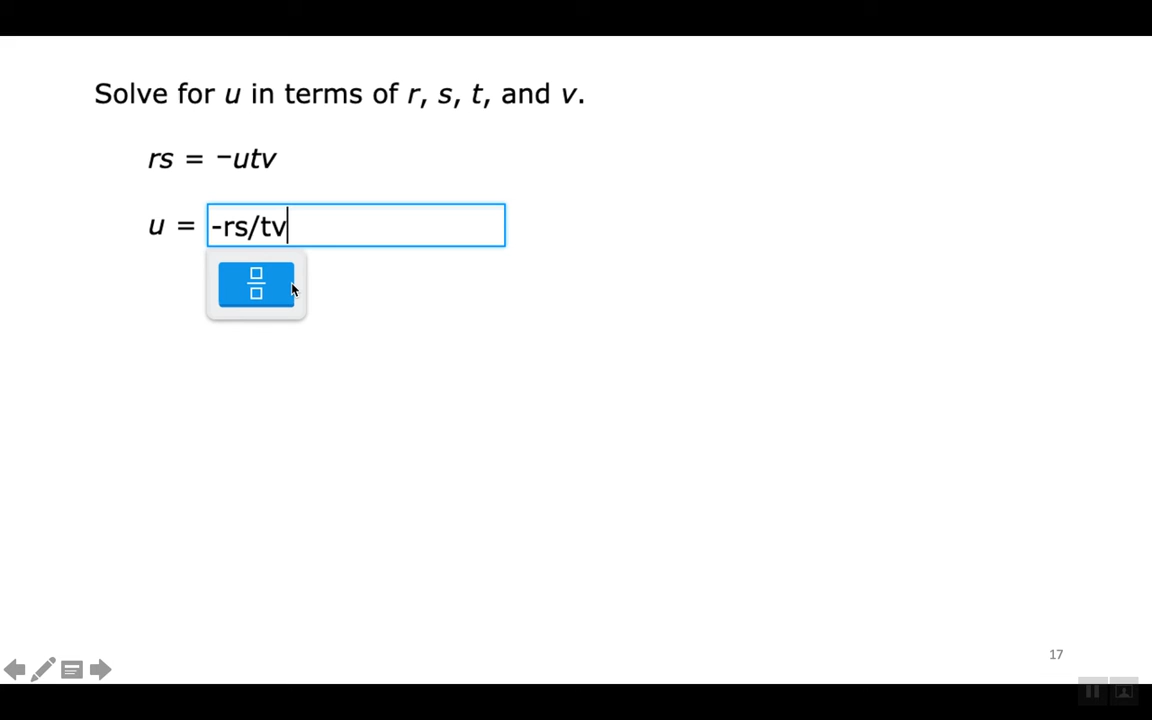 Solve for u in terms of r, s, t, and v.
rs = −utv
u = -rs/tv
17